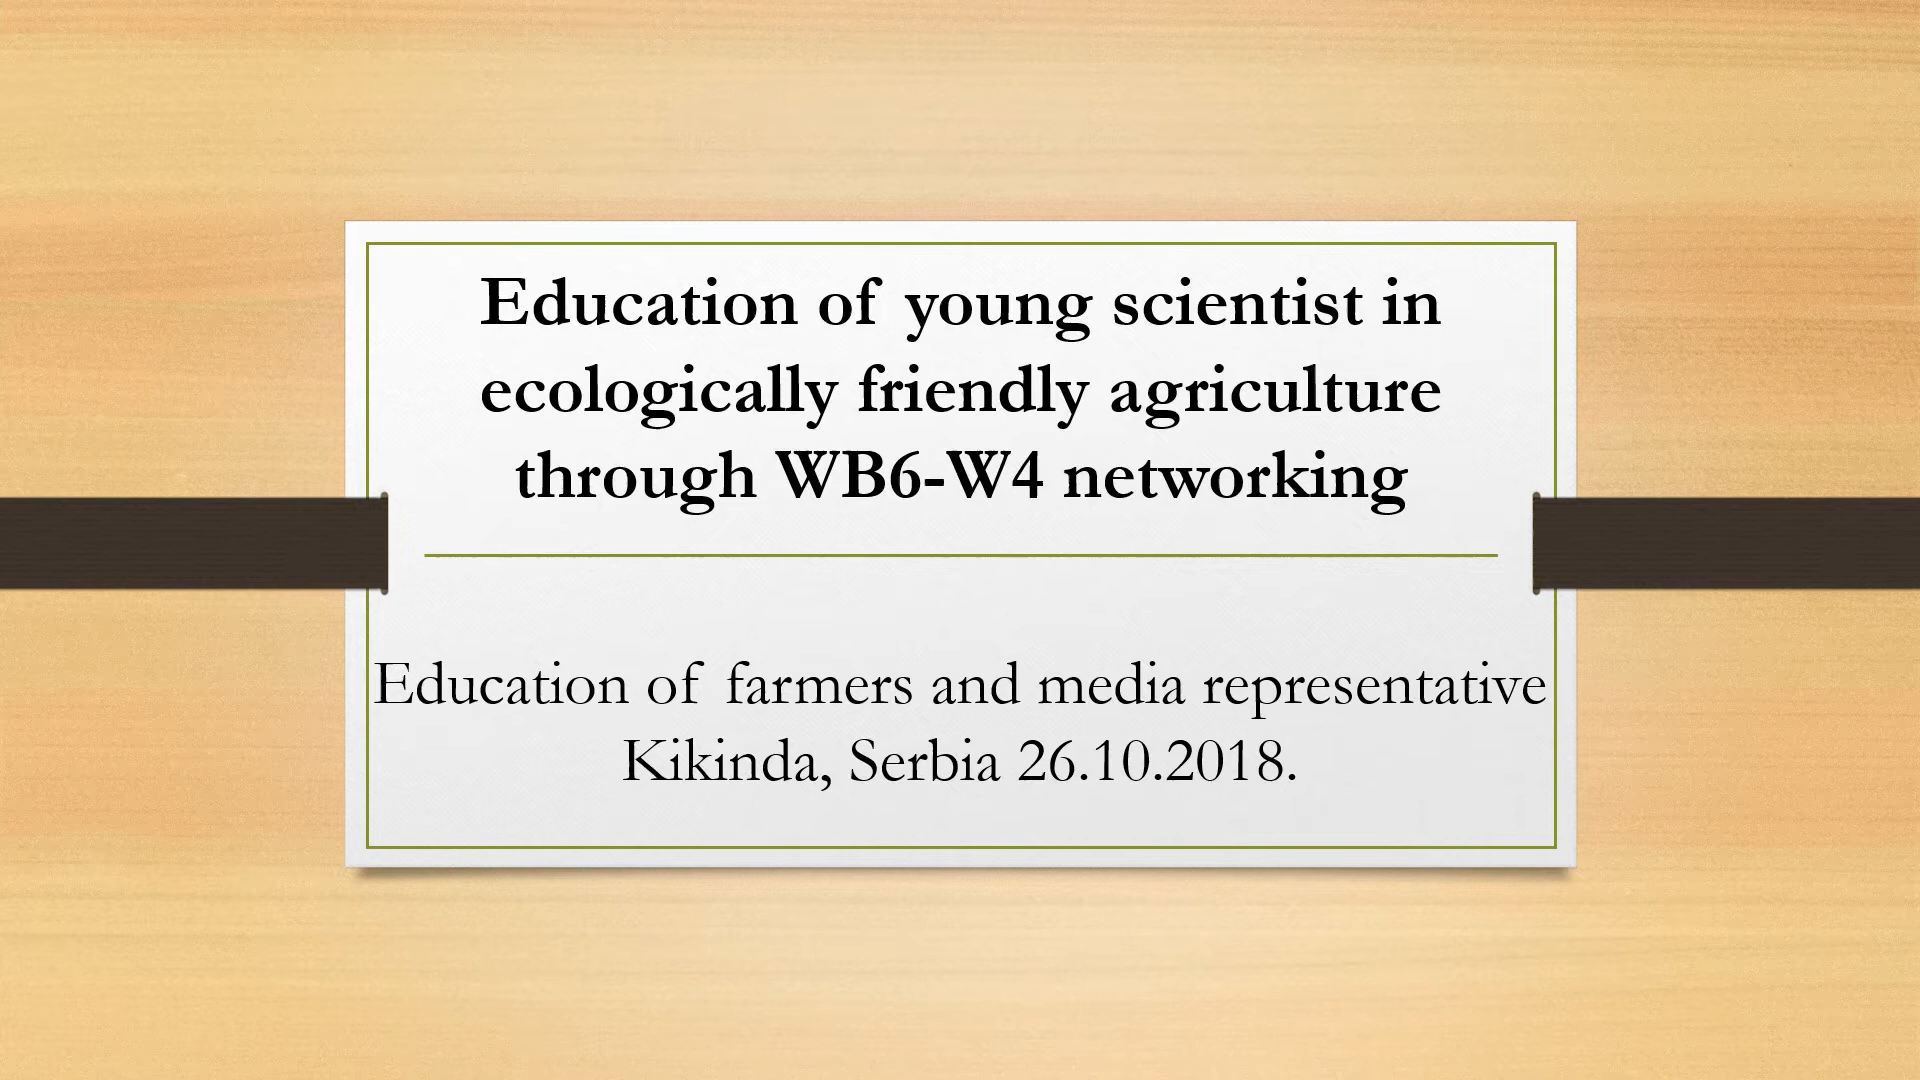 Education of young scientist in
ecologically friendly agriculture
through WB6-W4 networking
Education of farmers and media representative
Kikinda, Serbia 26.10.2018.